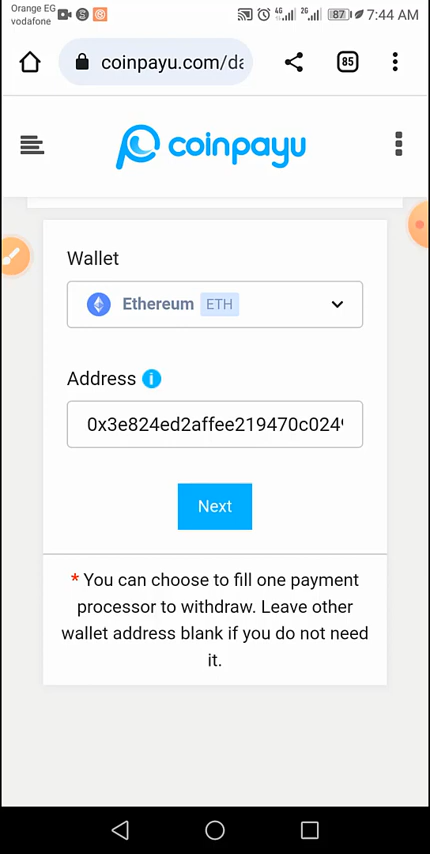 Orange EG
vodafone
4G
2G
87
7:44 AM
coinpayu.com/da
85
coinpayu
Wallet
Ethereum ETH
Address i
0x3e824ed2affee219470c024
Next
* You can choose to fill one payment
processor to withdraw. Leave other
wallet address blank if you do not need
it.